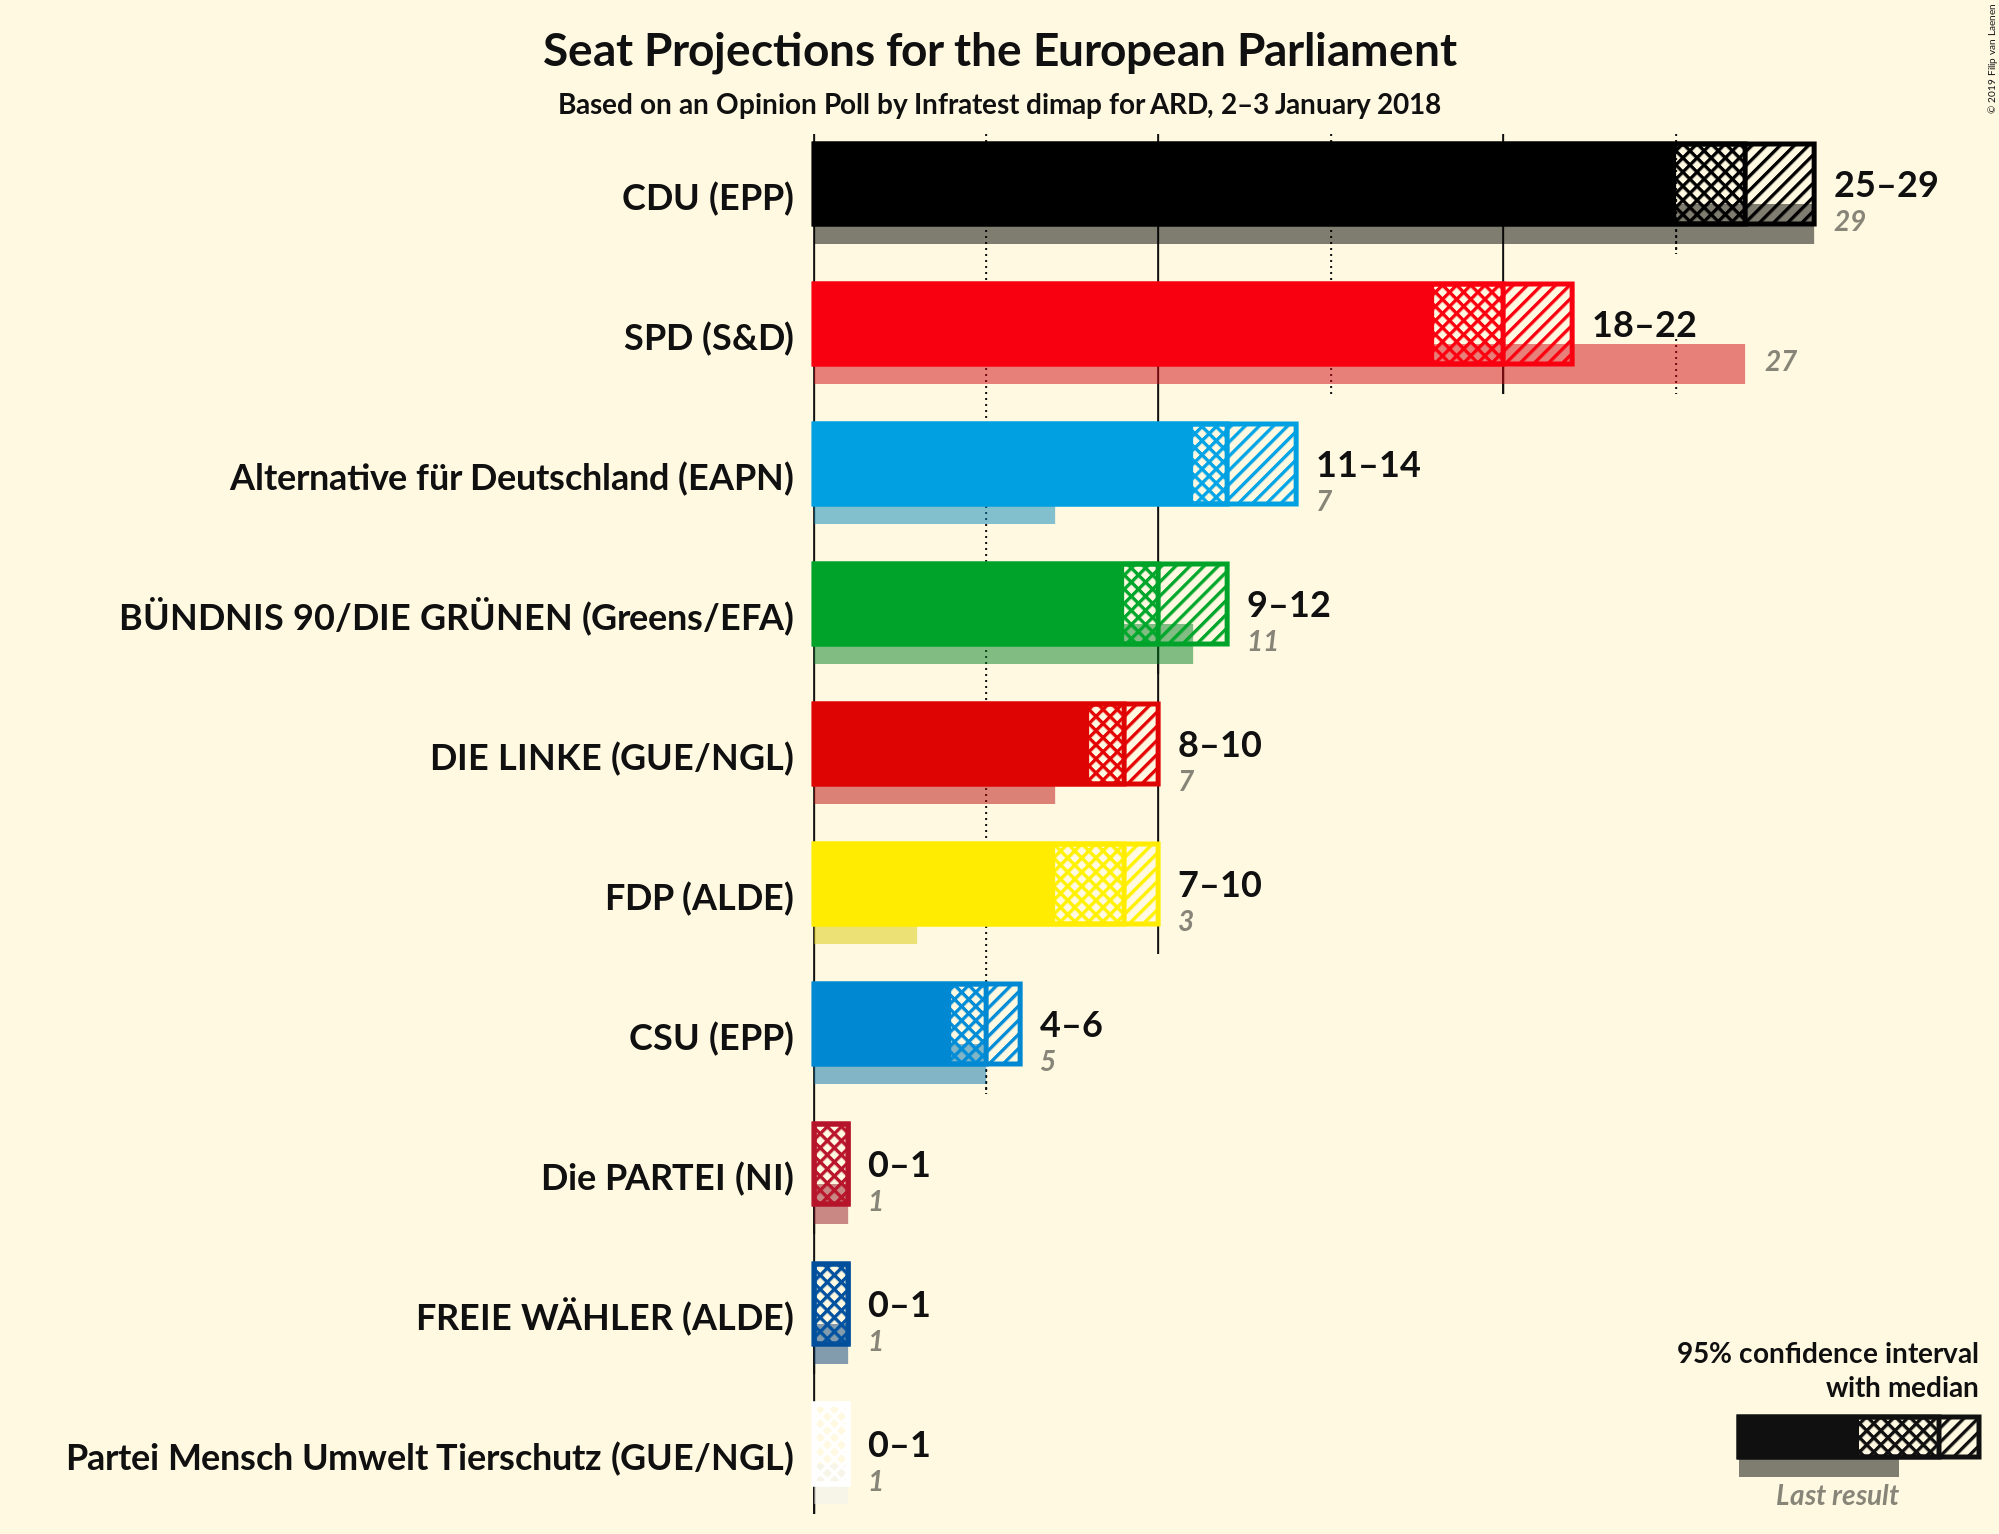 Seat Projections for the European Parliament
Based on an Opinion Poll by Infratest dimap for ARD, 2–3 January 2018
© 2019 Filip van Laenen
CDU (EPP)
25–29
29
SPD (S&D)
18–22
27
Alternative für Deutschland (EAPN)
11–14
7
BÜNDNIS 90/DIE GRÜNEN (Greens/EFA)
9–12
11
DIE LINKE (GUE/NGL)
8–10
7
FDP (ALDE)
7–10
3
CSU (EPP)
4–6
5
Die PARTEI (NI)
0–1
1
FREIE WÄHLER (ALDE)
0–1
1
Partei Mensch Umwelt Tierschutz (GUE/NGL)
0–1
1
95% confidence interval
with median
Last result